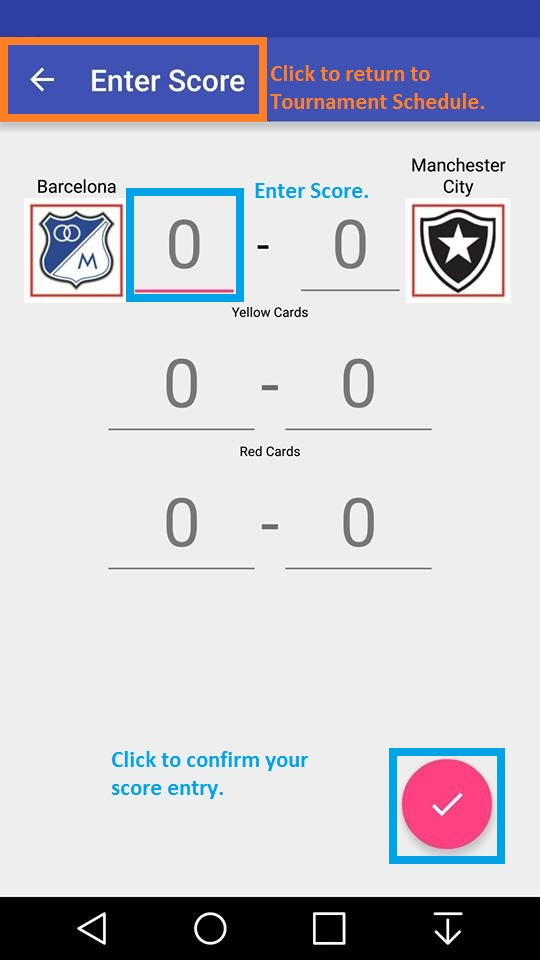 Enter Score
Click to return to
Tournament Schedule.
Barcelona
Manchester
City
Enter Score.
M
0 - 0
Yellow Cards
0 - 0
Red Cards
0 - 0
Click to confirm your
score entry.